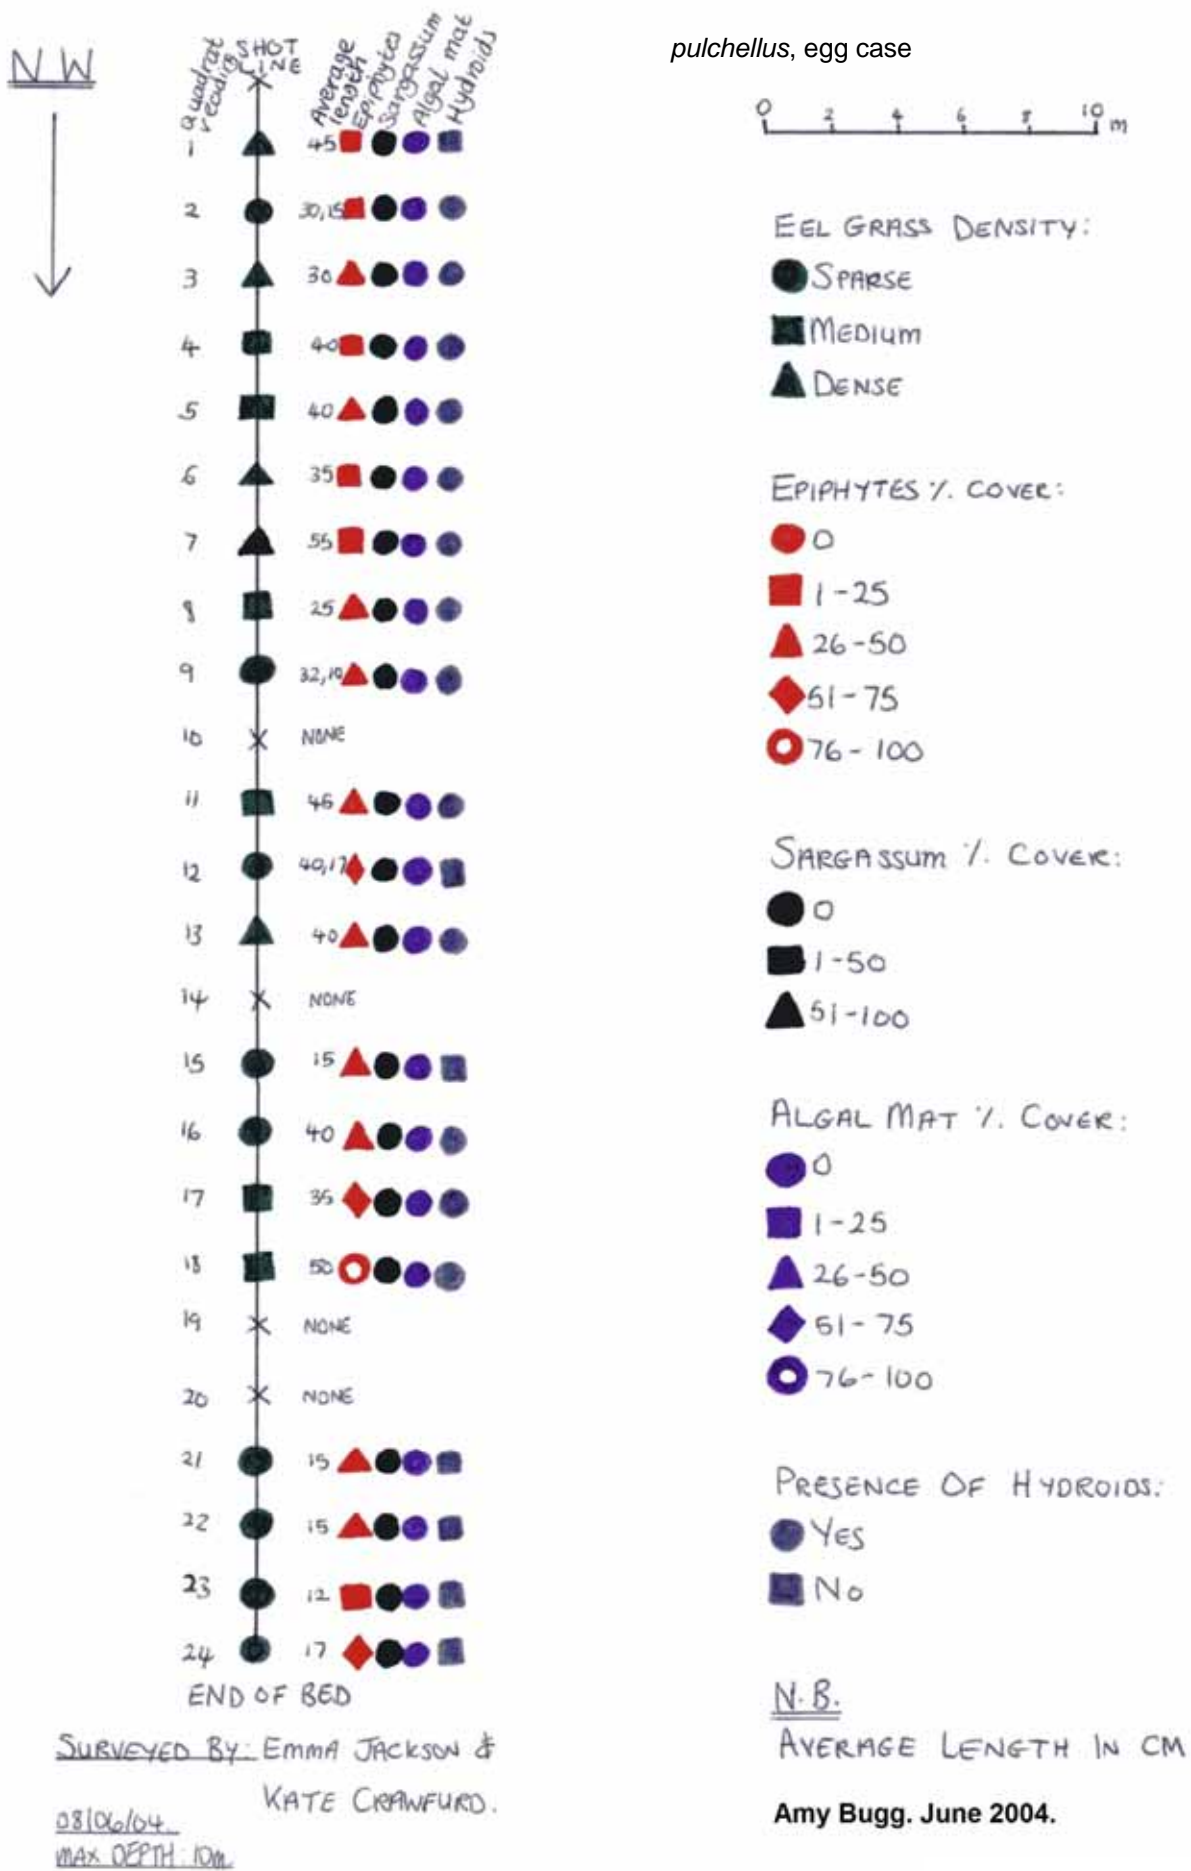 NW
Quadrat reading
SHOT LINE
Average length
Epiphytes
Sargassum
Algal mat
Hydroids
1 45
2 30,15
3 30
4 40
5 40
6 35
7 55
8 25
9 32,10
10 NONE
11 45
12 40,17
13 40
14 NONE
15 15
16 40
17 35
18 50
19 NONE
20 NONE
21 15
22 15
23 12
24 17
END OF BED
SURVEYED BY: EMMA JACKSON &
KATE CRAWFURD.
08/06/04.
MAX DEPTH: 10m
pulchellus, egg case
0 2 4 6 8 10 m
EEL GRASS DENSITY:
SPARSE
MEDIUM
DENSE
EPIPHYTES %. COVER:
0
1-25
26-50
51-75
76-100
SARGASSUM %. COVER:
0
1-50
51-100
ALGAL MAT %. COVER:
0
1-25
26-50
51-75
76-100
PRESENCE OF HYDROIDS:
YES
NO
N.B.
AVERAGE LENGTH IN CM
Amy Bugg. June 2004.